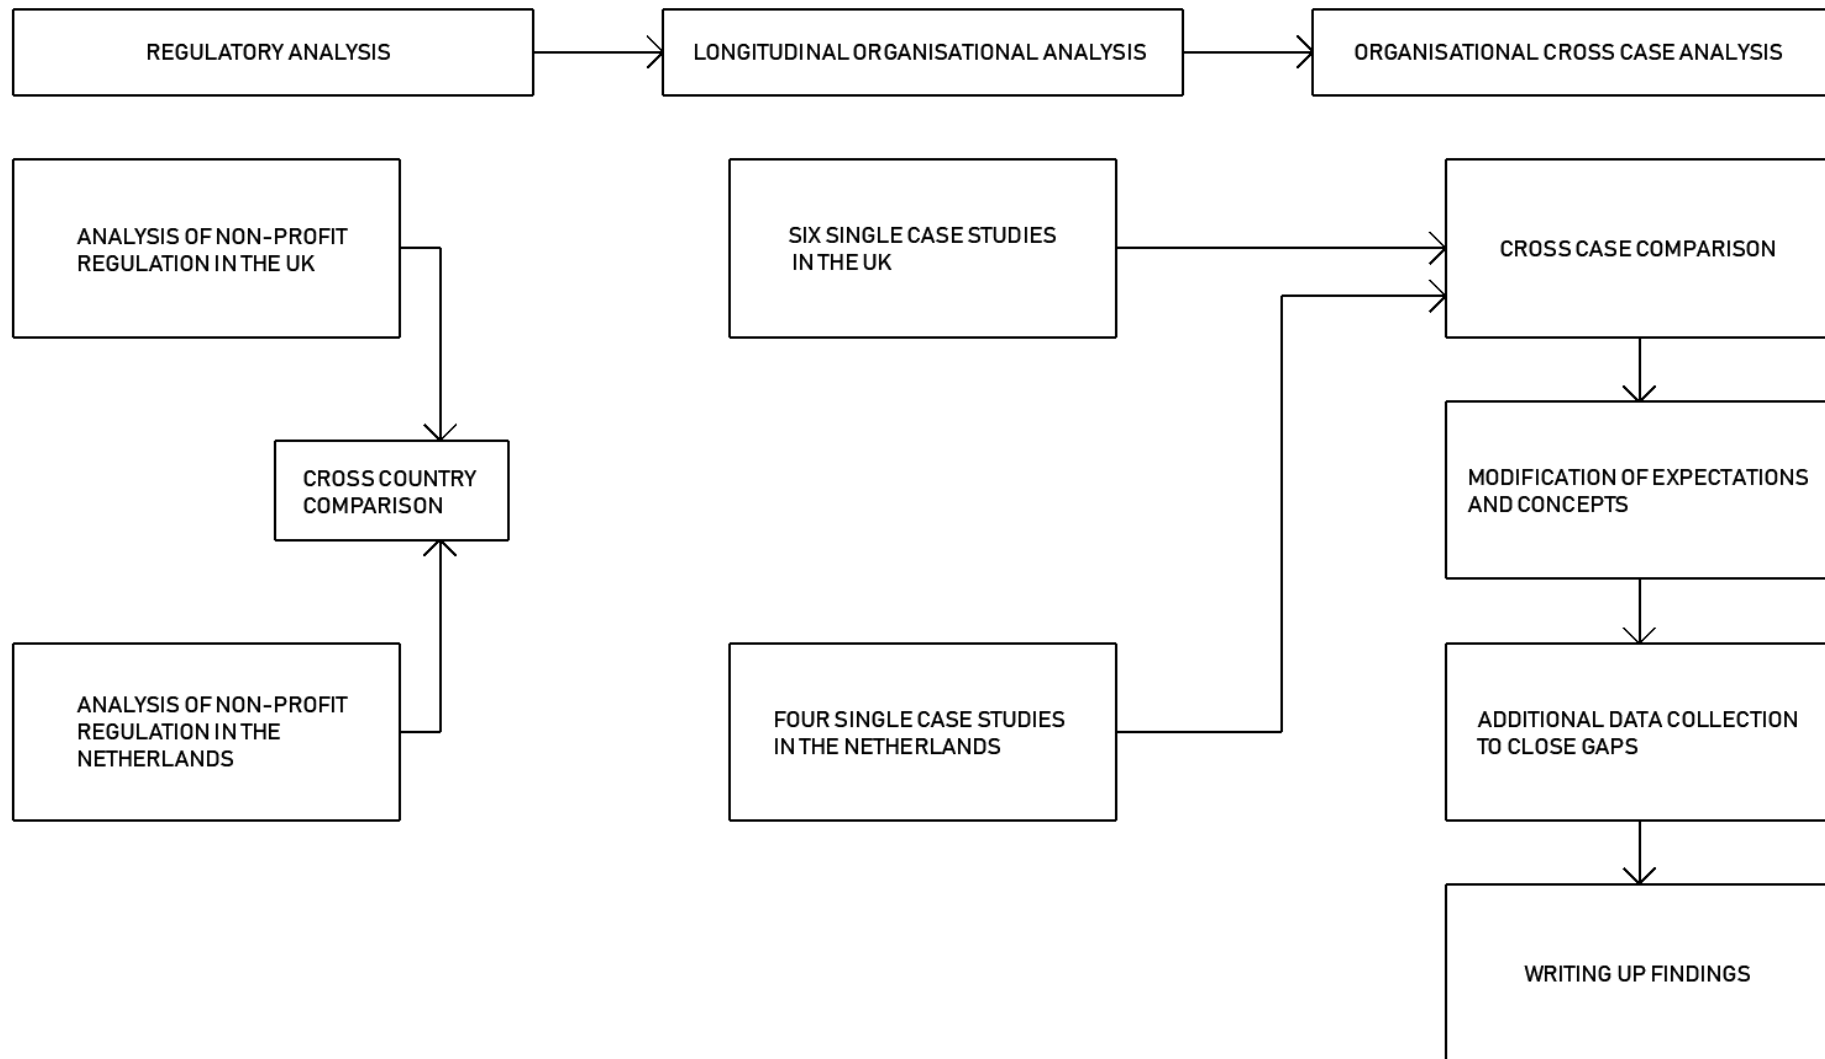 REGULATORY ANALYSIS
LONGITUDINAL ORGANISATIONAL ANALYSIS
ORGANISATIONAL CROSS CASE ANALYSIS
ANALYSIS OF NON-PROFIT
REGULATION IN THE UK
SIX SINGLE CASE STUDIES
IN THE UK
CROSS CASE COMPARISON
CROSS COUNTRY
COMPARISON
MODIFICATION OF EXPECTATIONS
AND CONCEPTS
ANALYSIS OF NON-PROFIT
REGULATION IN THE
NETHERLANDS
FOUR SINGLE CASE STUDIES
IN THE NETHERLANDS
ADDITIONAL DATA COLLECTION
TO CLOSE GAPS
WRITING UP FINDINGS